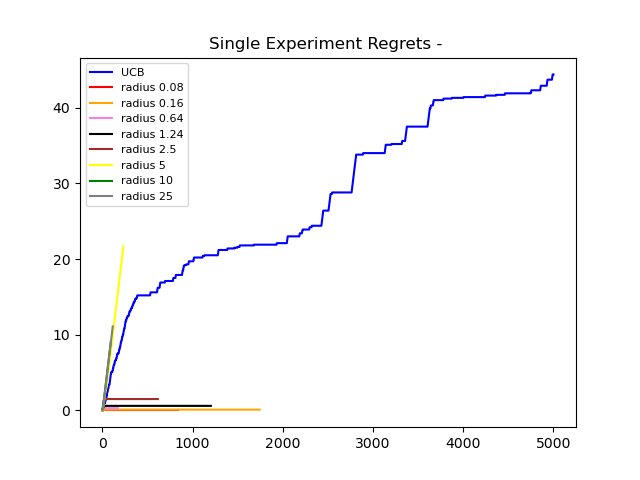 Single Experiment Regrets -
UCB
radius 0.08
radius 0.16
radius 0.64
radius 1.24
radius 2.5
radius 5
radius 10
radius 25
40
30
20
10
0
0 1000 2000 3000 4000 5000